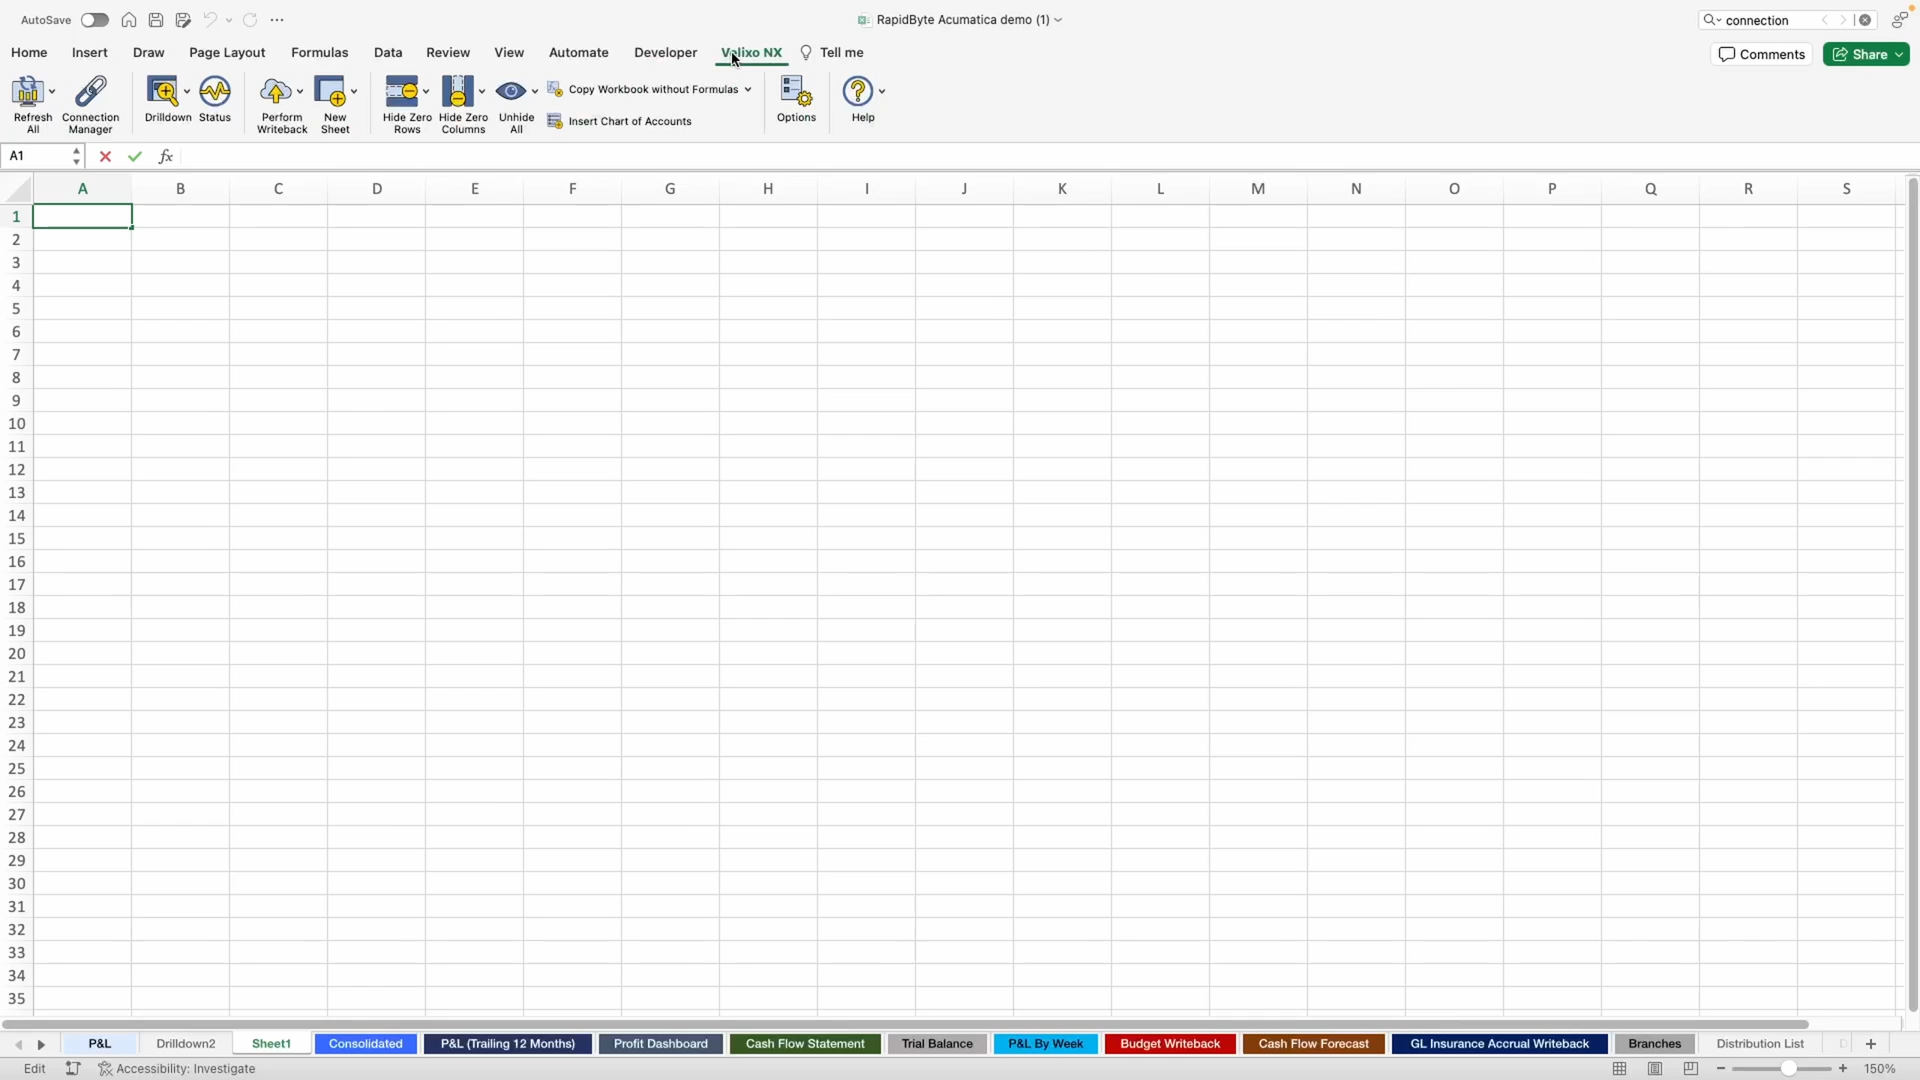 AutoSave
RapidByte Acumatica demo (1)
connection
Home Insert Draw Page Layout Formulas Data Review View Automate Developer Velixo NX Tell me
Comments Share
Refresh All
Connection Manager
Drilldown
Status
Perform Writeback
New Sheet
Hide Zero Rows
Hide Zero Columns
Unhide All
Copy Workbook without Formulas
Insert Chart of Accounts
Options
Help
A1 fx
A B C D E F G H I J K L M N O P Q R S
1
2
3
4
5
6
7
8
9
10
11
12
13
14
15
16
17
18
19
20
21
22
23
24
25
26
27
28
29
30
31
32
33
34
35
P&L Drilldown2 Sheet1 Consolidated P&L (Trailing 12 Months) Profit Dashboard Cash Flow Statement Trial Balance P&L By Week Budget Writeback Cash Flow Forecast GL Insurance Accrual Writeback Branches Distribution List
Edit Accessibility: Investigate 150%